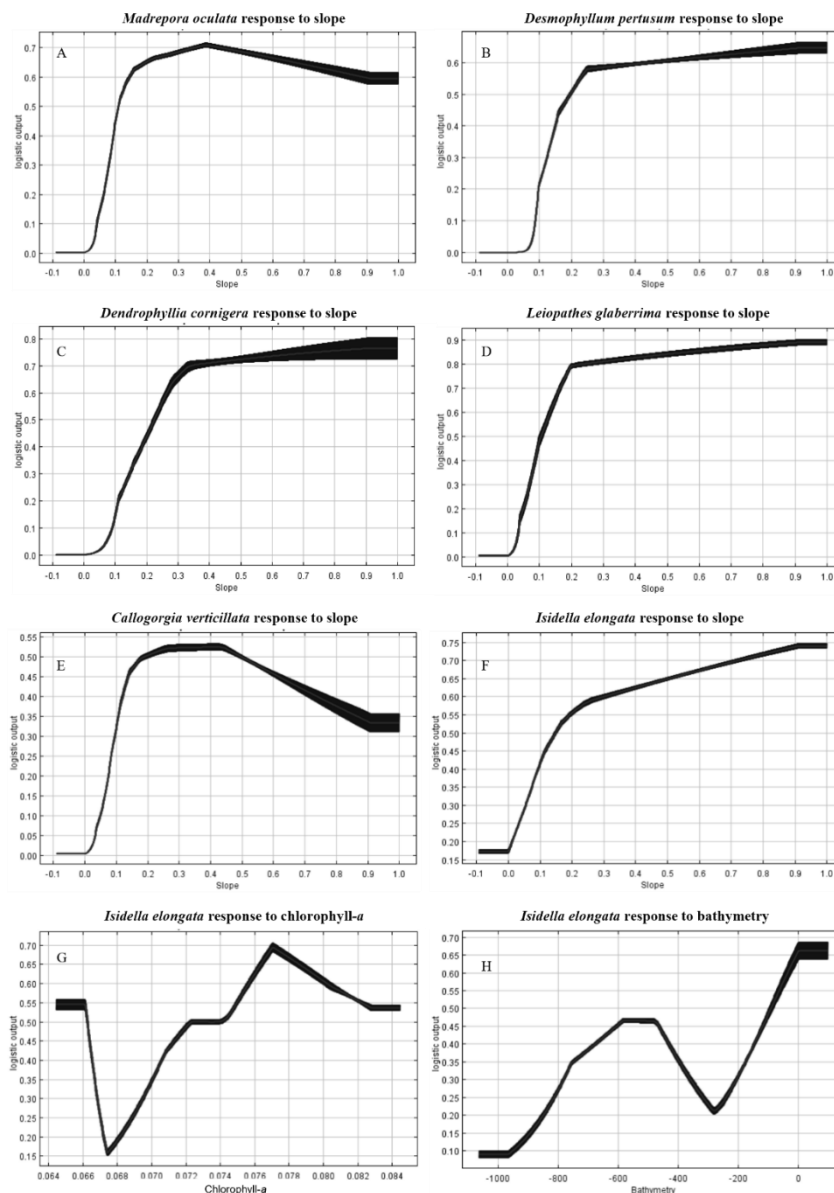 Madrepora oculata response to slope
A
logistic output
0.7
0.6
0.5
0.4
0.3
0.2
0.1
0.0
-0.1 0.0 0.1 0.2 0.3 0.4 0.5 0.6 0.7 0.8 0.9 1.0
Slope
Desmophyllum pertusum response to slope
B
logistic output
0.6
0.5
0.4
0.3
0.2
0.1
0.0
-0.1 0.0 0.1 0.2 0.3 0.4 0.5 0.6 0.7 0.8 0.9 1.0
Slope
Dendrophyllia cornigera response to slope
C
logistic output
0.8
0.7
0.6
0.5
0.4
0.3
0.2
0.1
0.0
-0.1 0.0 0.1 0.2 0.3 0.4 0.5 0.6 0.7 0.8 0.9 1.0
Slope
Leiopathes glaberrima response to slope
D
logistic output
0.9
0.8
0.7
0.6
0.5
0.4
0.3
0.2
0.1
0.0
-0.1 0.0 0.1 0.2 0.3 0.4 0.5 0.6 0.7 0.8 0.9 1.0
Slope
Callogorgia verticillata response to slope
E
logistic output
0.55
0.50
0.45
0.40
0.35
0.30
0.25
0.20
0.15
0.10
0.05
0.00
-0.1 0.0 0.1 0.2 0.3 0.4 0.5 0.6 0.7 0.8 0.9 1.0
Slope
Isidella elongata response to slope
F
logistic output
0.75
0.70
0.65
0.60
0.55
0.50
0.45
0.40
0.35
0.30
0.25
0.20
0.15
-0.1 0.0 0.1 0.2 0.3 0.4 0.5 0.6 0.7 0.8 0.9 1.0
Slope
Isidella elongata response to chlorophyll-a
G
logistic output
0.70
0.65
0.60
0.55
0.50
0.45
0.40
0.35
0.30
0.25
0.20
0.15
0.064 0.066 0.068 0.070 0.072 0.074 0.076 0.078 0.080 0.082 0.084
Chlorophyll-a
Isidella elongata response to bathymetry
H
logistic output
0.70
0.65
0.60
0.55
0.50
0.45
0.40
0.35
0.30
0.25
0.20
0.15
0.10
-1000 -800 -600 -400 -200 0
Bathymetry